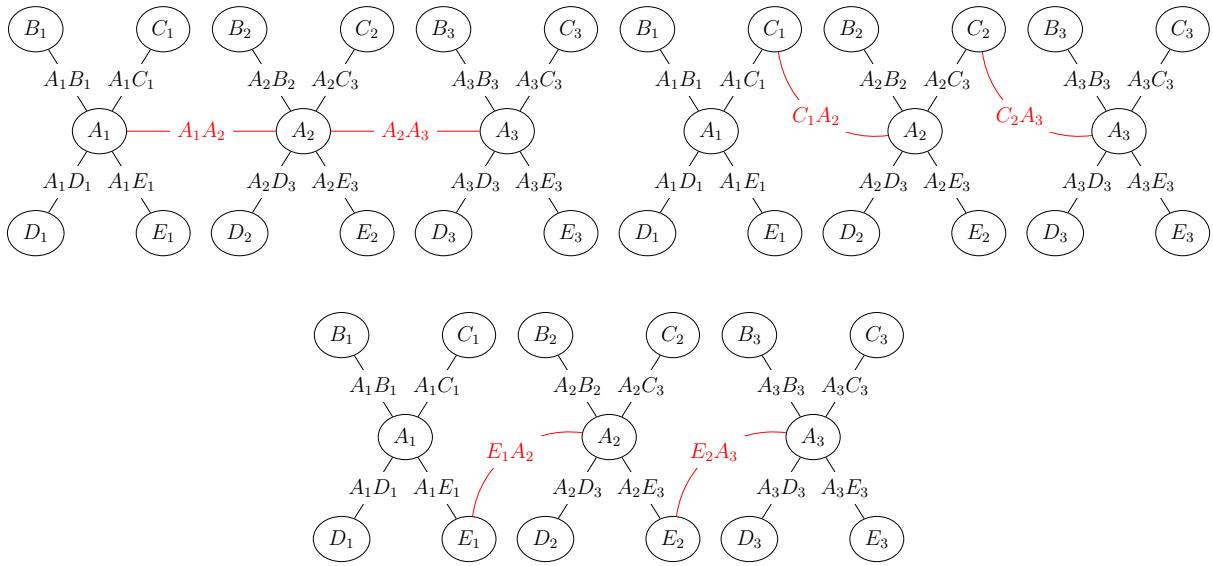 B₁ C₁ B₂ C₂ B₃ C₃ B₁ C₁ B₂ C₂ B₃ C₃
A₁B₁ A₁C₁ A₂B₂ A₂C₃ A₃B₃ A₃C₃ A₁B₁ A₁C₁ A₂B₂ A₂C₃ A₃B₃ A₃C₃
C₁A₂ C₂A₃
A₁ A₁A₂ A₂ A₂A₃ A₃ A₁ A₂ A₃
A₁D₁ A₁E₁ A₂D₃ A₂E₃ A₃D₃ A₃E₃ A₁D₁ A₁E₁ A₂D₃ A₂E₃ A₃D₃ A₃E₃
D₁ E₁ D₂ E₂ D₃ E₃ D₁ E₁ D₂ E₂ D₃ E₃
B₁ C₁ B₂ C₂ B₃ C₃
A₁B₁ A₁C₁ A₂B₂ A₂C₃ A₃B₃ A₃C₃
A₁ A₂ A₃
E₁A₂ E₂A₃
A₁D₁ A₁E₁ A₂D₃ A₂E₃ A₃D₃ A₃E₃
D₁ E₁ D₂ E₂ D₃ E₃